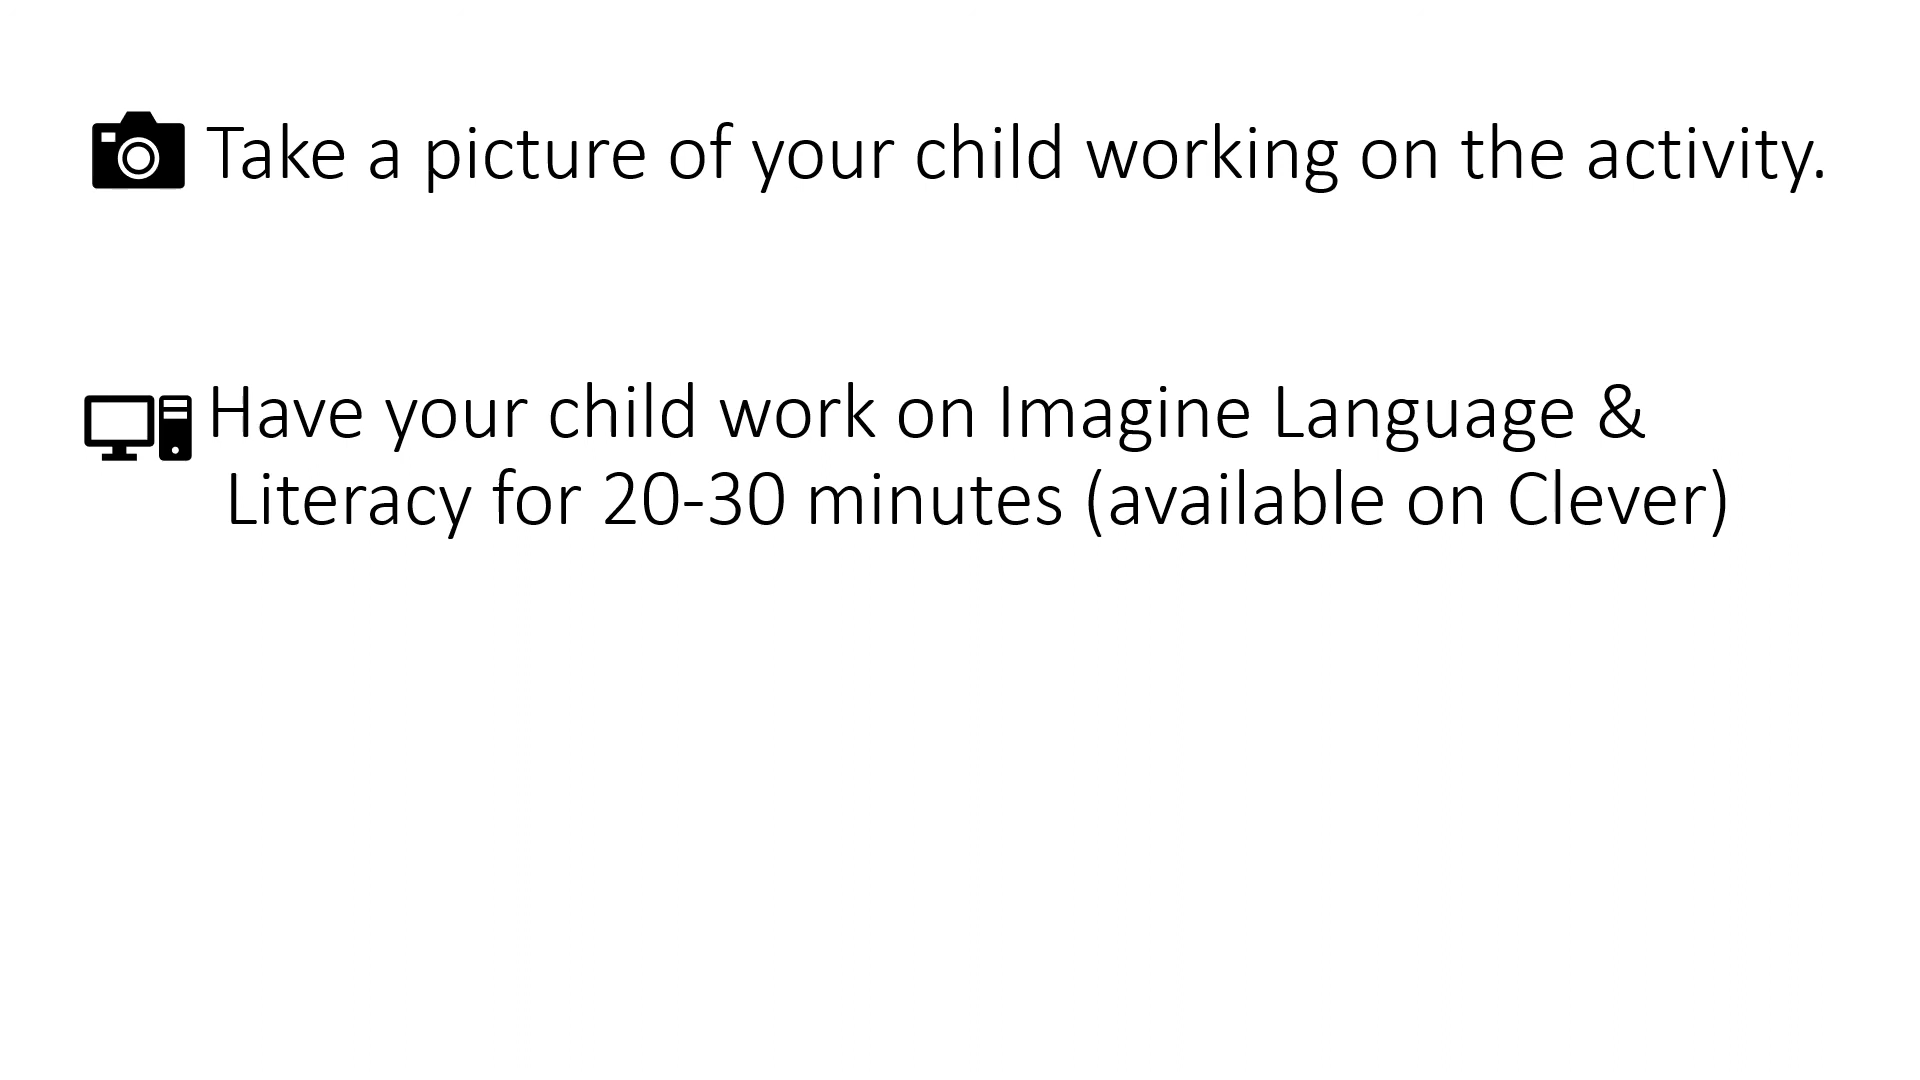 Take a picture of your child working on the activity.
Have your child work on Imagine Language &
Literacy for 20-30 minutes (available on Clever)